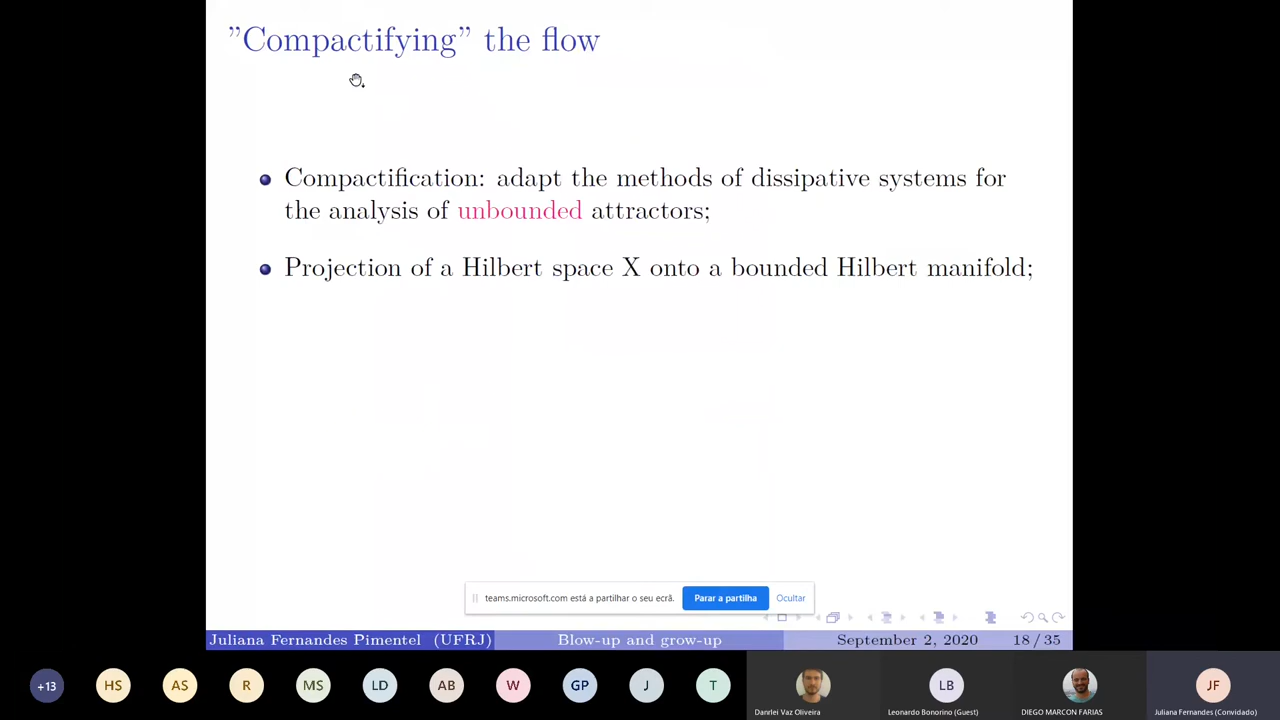 "Compactifying" the flow
Compactification: adapt the methods of dissipative systems for
the analysis of unbounded attractors;
Projection of a Hilbert space X onto a bounded Hilbert manifold;
teams.microsoft.com está a partilhar o seu ecrã.
Parar a partilha
Ocultar
Juliana Fernandes Pimentel (UFRJ)
Blow-up and grow-up
September 2, 2020
18 / 35
+13
HS
AS
R
MS
LD
AB
W
GP
J
T
Danrlei Vaz Oliveira
LB
Leonardo Bonorino (Guest)
DIEGO MARCON FARIAS
JF
Juliana Fernandes (Convidado)